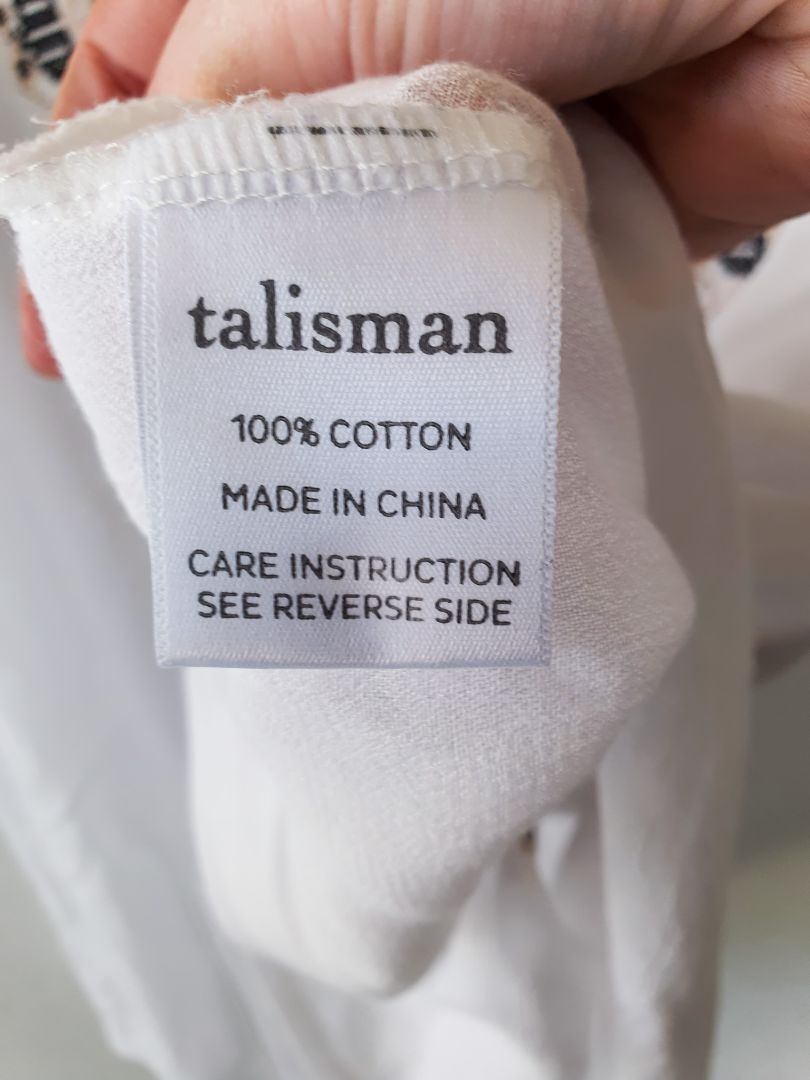 talisman
100% COTTON
MADE IN CHINA
CARE INSTRUCTION
SEE REVERSE SIDE